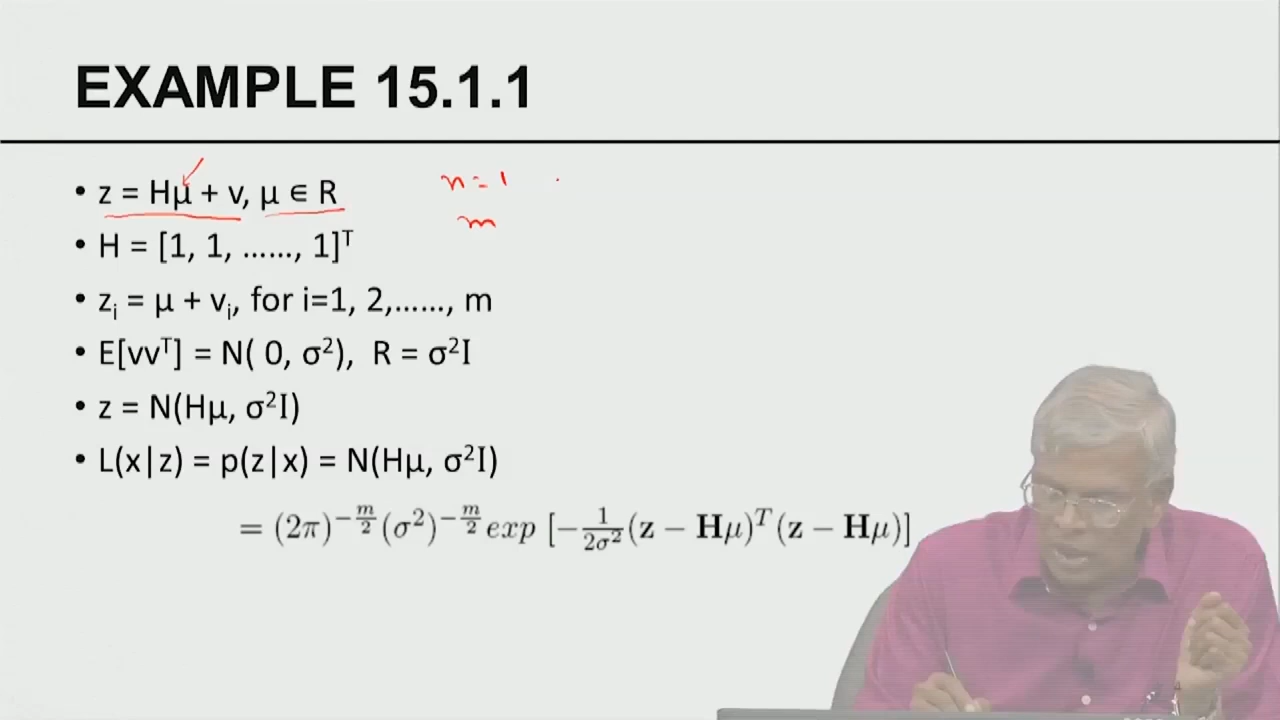 EXAMPLE 15.1.1
• z = Hμ + v, μ ∈ R
n = 1
m
• H = [1, 1, ......, 1]ᵀ
• zᵢ = μ + vᵢ, for i=1, 2,......, m
• E[vvᵀ] = N( 0, σ²), R = σ²I
• z = N(Hμ, σ²I)
• L(x|z) = p(z|x) = N(Hμ, σ²I)
= (2π)^{-m/2} (σ²)^{-m/2} exp [-1/2σ² (z − Hμ)ᵀ (z − Hμ)]